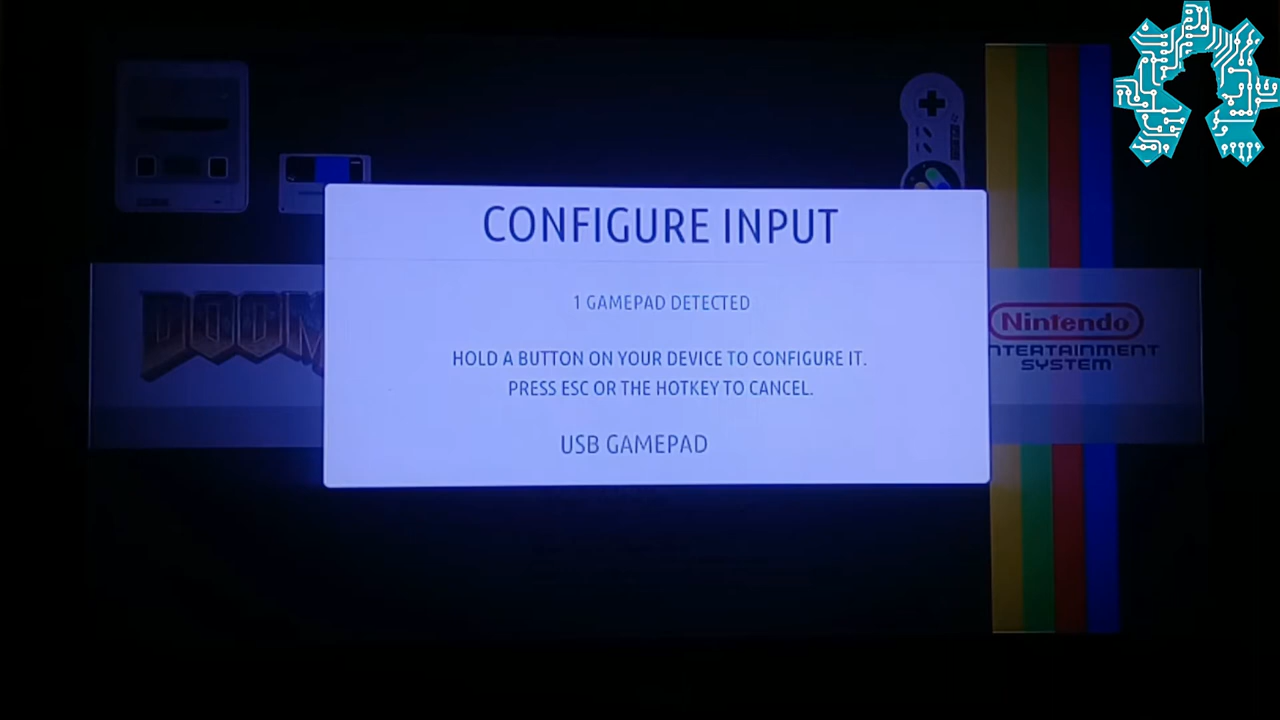 CONFIGURE INPUT
1 GAMEPAD DETECTED
HOLD A BUTTON ON YOUR DEVICE TO CONFIGURE IT.
PRESS ESC OR THE HOTKEY TO CANCEL.
USB GAMEPAD
DOOM
Nintendo
NTERTAINMENT
SYSTEM